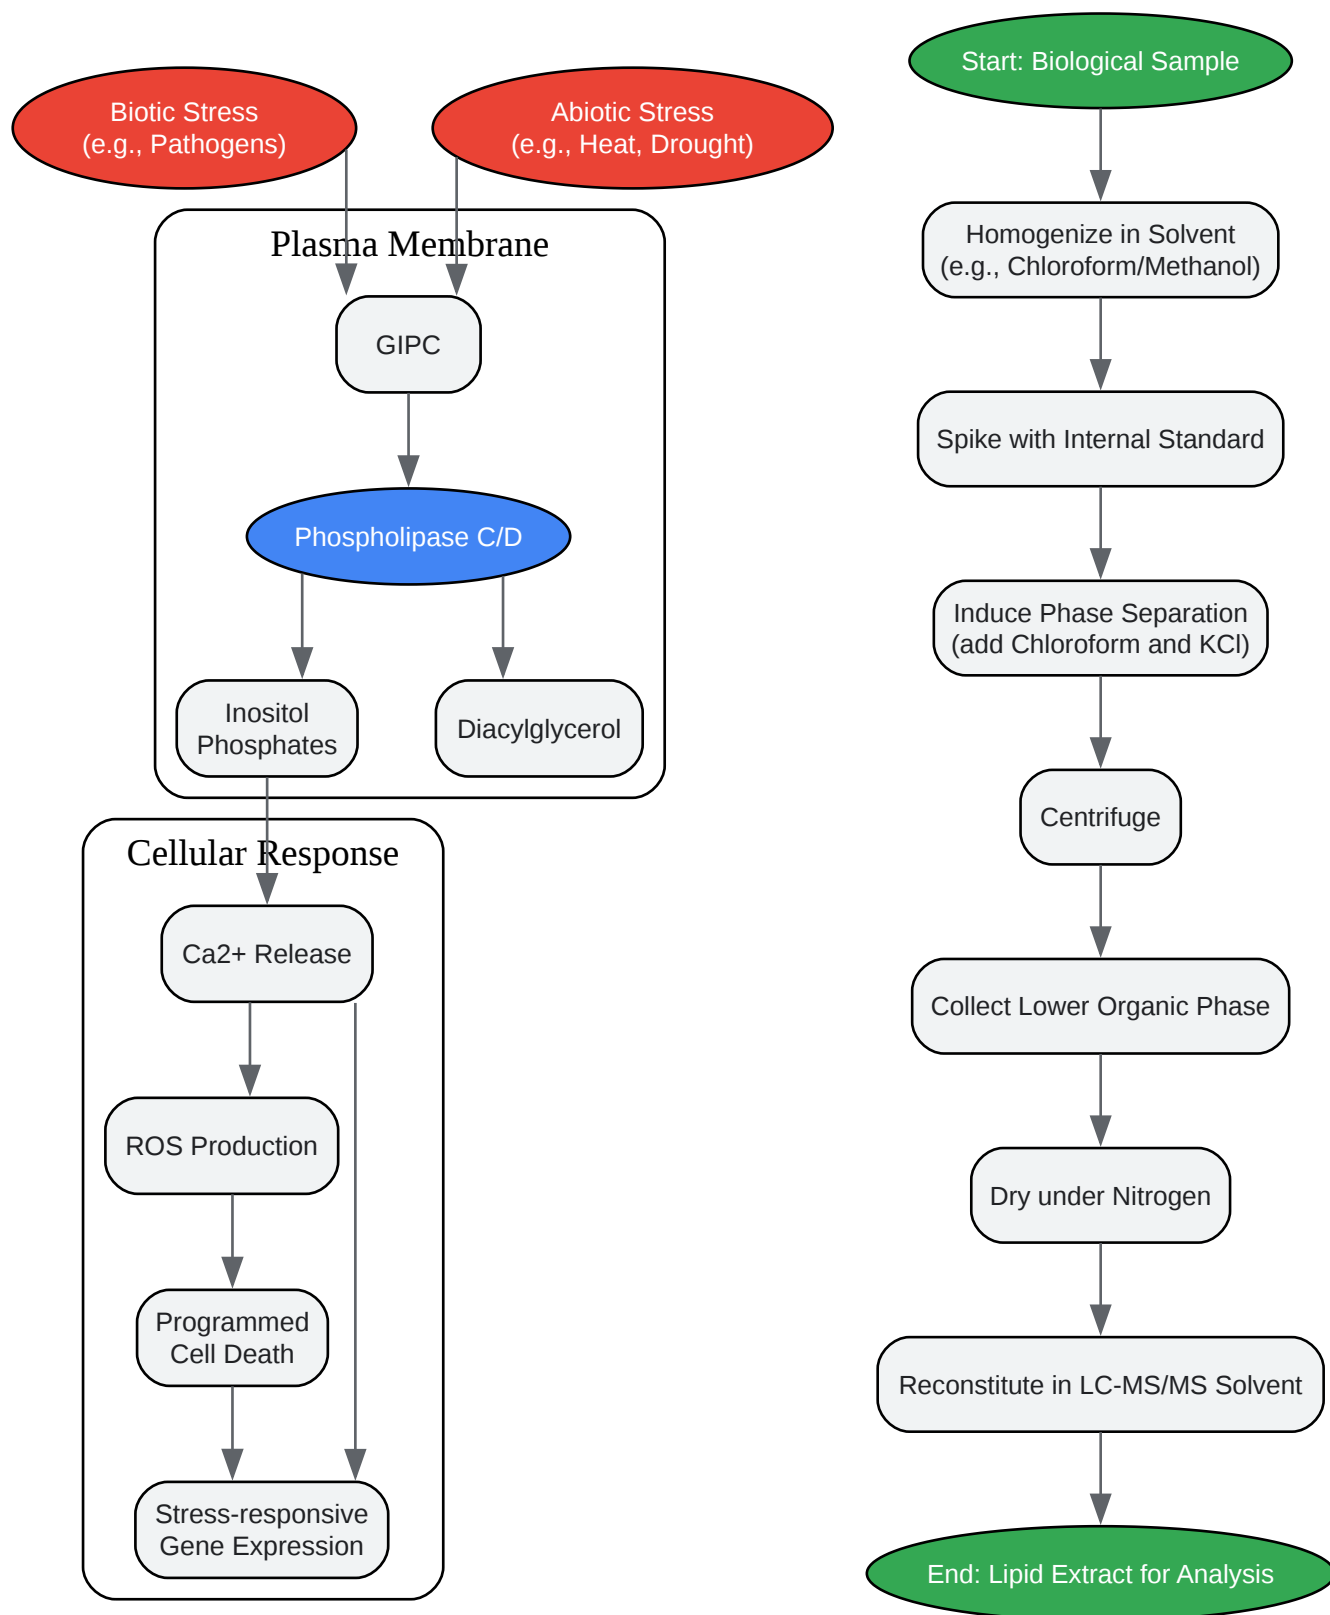 Biotic Stress
(e.g., Pathogens)
Abiotic Stress
(e.g., Heat, Drought)
Plasma Membrane
GIPC
Phospholipase C/D
Inositol
Phosphates
Diacylglycerol
Cellular Response
Ca2+ Release
ROS Production
Programmed
Cell Death
Stress-responsive
Gene Expression
Start: Biological Sample
Homogenize in Solvent
(e.g., Chloroform/Methanol)
Spike with Internal Standard
Induce Phase Separation
(add Chloroform and KCl)
Centrifuge
Collect Lower Organic Phase
Dry under Nitrogen
Reconstitute in LC-MS/MS Solvent
End: Lipid Extract for Analysis